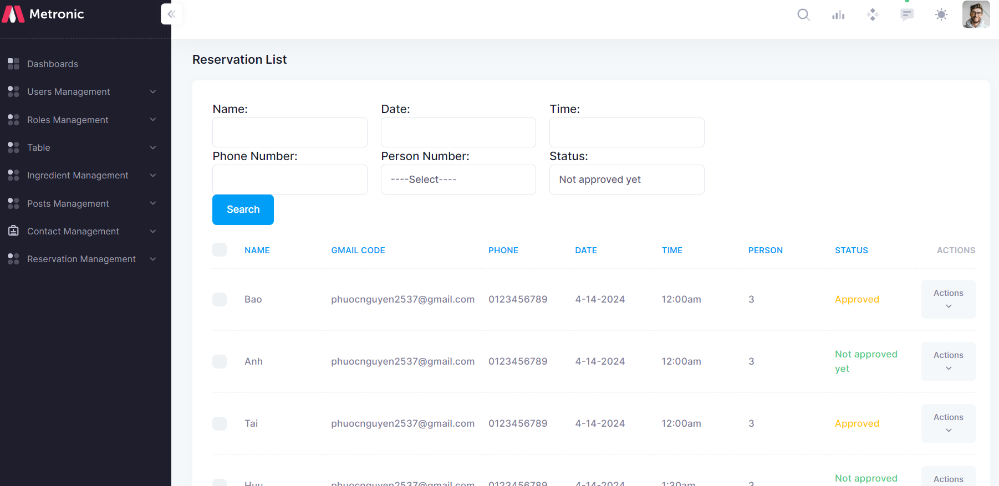 Metronic
Dashboards
Users Management
Roles Management
Table
Ingredient Management
Posts Management
Contact Management
Reservation Management
Reservation List
Name: Date: Time:
Phone Number: Person Number: Status:
----Select---- Not approved yet
Search
NAME GMAIL CODE PHONE DATE TIME PERSON STATUS ACTIONS
Bao phuocnguyen2537@gmail.com 0123456789 4-14-2024 12:00am 3 Approved Actions
Anh phuocnguyen2537@gmail.com 0123456789 4-14-2024 12:00am 3 Not approved yet Actions
Tai phuocnguyen2537@gmail.com 0123456789 4-14-2024 12:00am 3 Approved Actions
phuocnguyen2537@gmail.com 0123456789 4-14-2024 1:30am 3 Not approved Actions